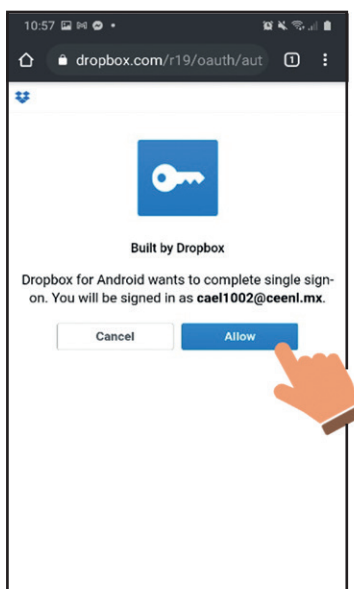 10:57
dropbox.com/r19/oauth/aut
1
Built by Dropbox
Dropbox for Android wants to complete single sign-
on. You will be signed in as cael1002@ceenl.mx.
Cancel
Allow